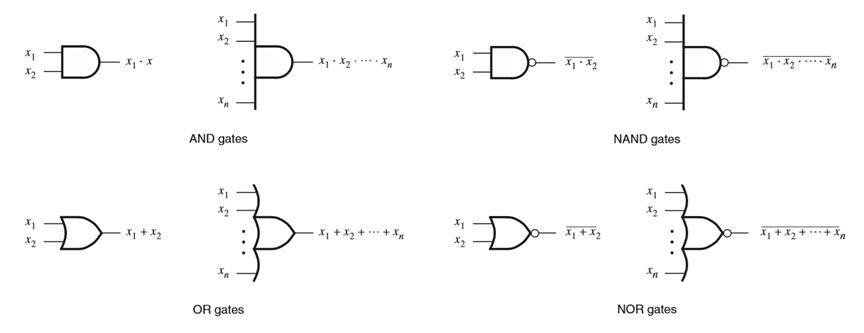 x₁
x₂
x₁ · x
x₁
x₂
xₙ
x₁ · x₂ · ··· · xₙ
AND gates
x₁
x₂
x₁ · x₂
x₁
x₂
xₙ
x₁ · x₂ · ··· · xₙ
NAND gates
x₁
x₂
x₁ + x₂
x₁
x₂
xₙ
x₁ + x₂ + ··· + xₙ
OR gates
x₁
x₂
x₁ + x₂
x₁
x₂
xₙ
x₁ + x₂ + ··· + xₙ
NOR gates